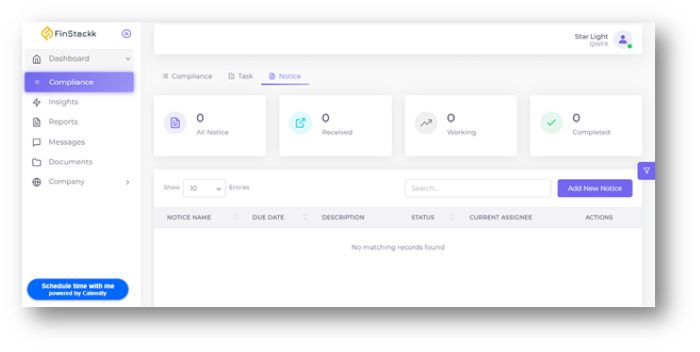 FinStackk
Dashboard
Compliance
Insights
Reports
Messages
Documents
Company
Schedule time with me
powered by Calendly
Star Light
QWFB
Compliance Task Notice
0
All Notice
0
Received
0
Working
0
Completed
Show 10 Entries
Search...
Add New Notice
NOTICE NAME DUE DATE DESCRIPTION STATUS CURRENT ASSIGNEE ACTIONS
No matching records found